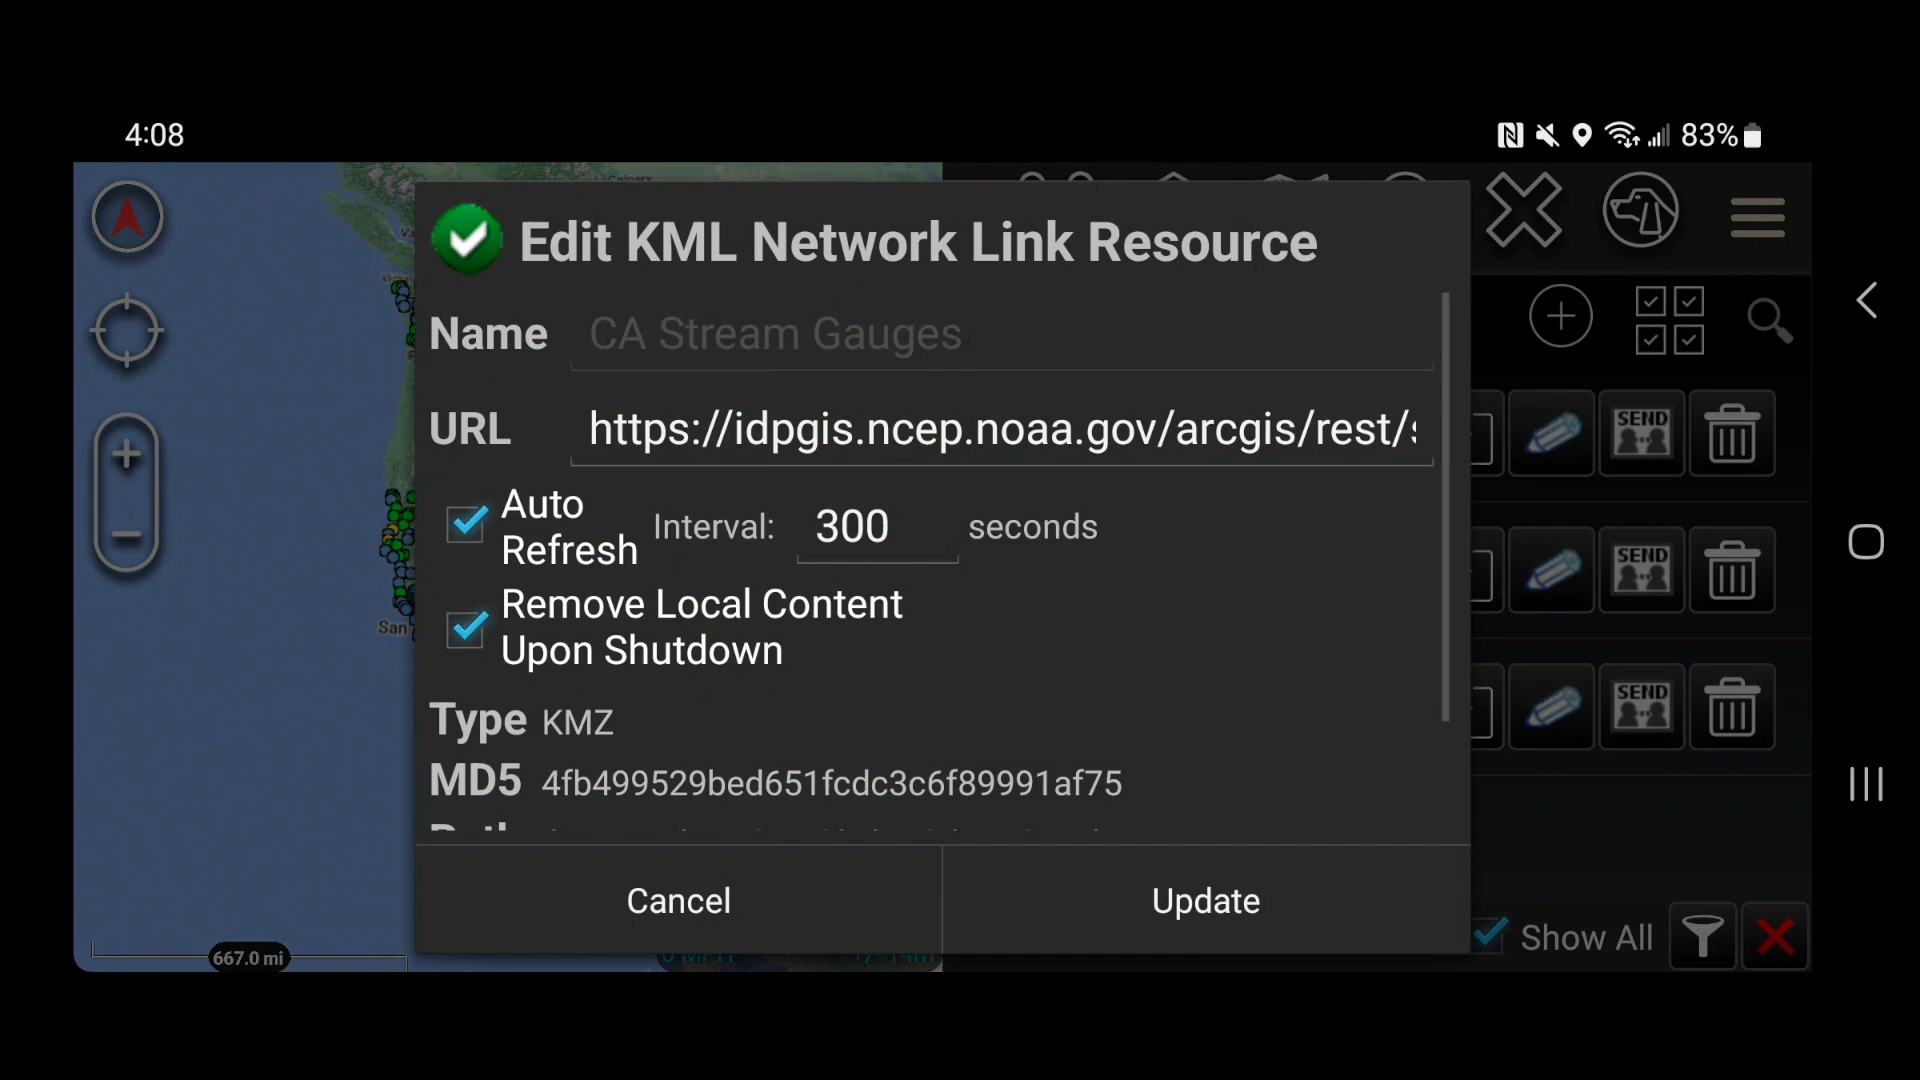 4:08
83%
Edit KML Network Link Resource
Name CA Stream Gauges
URL https://idpgis.ncep.noaa.gov/arcgis/rest/
Auto Refresh Interval: 300 seconds
Remove Local Content
Upon Shutdown
Type KMZ
MD5 4fb499529bed651fcdc3c6f89991af75
Cancel
Update
SEND
SEND
SEND
Show All
San
667.0 mi